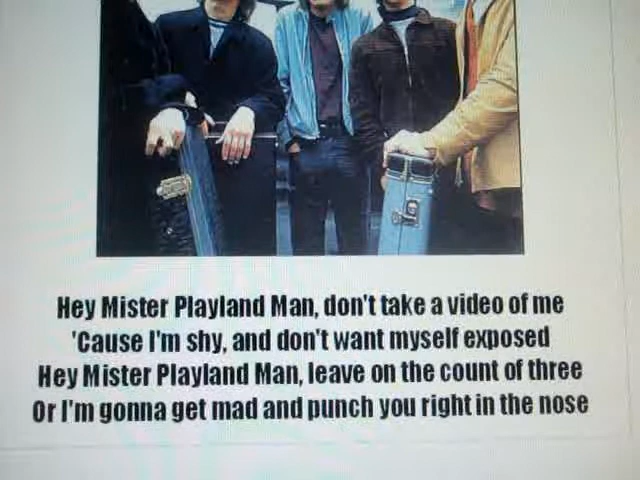 Hey Mister Playland Man, don't take a video of me
'Cause I'm shy, and don't want myself exposed
Hey Mister Playland Man, leave on the count of three
Or I'm gonna get mad and punch you right in the nose